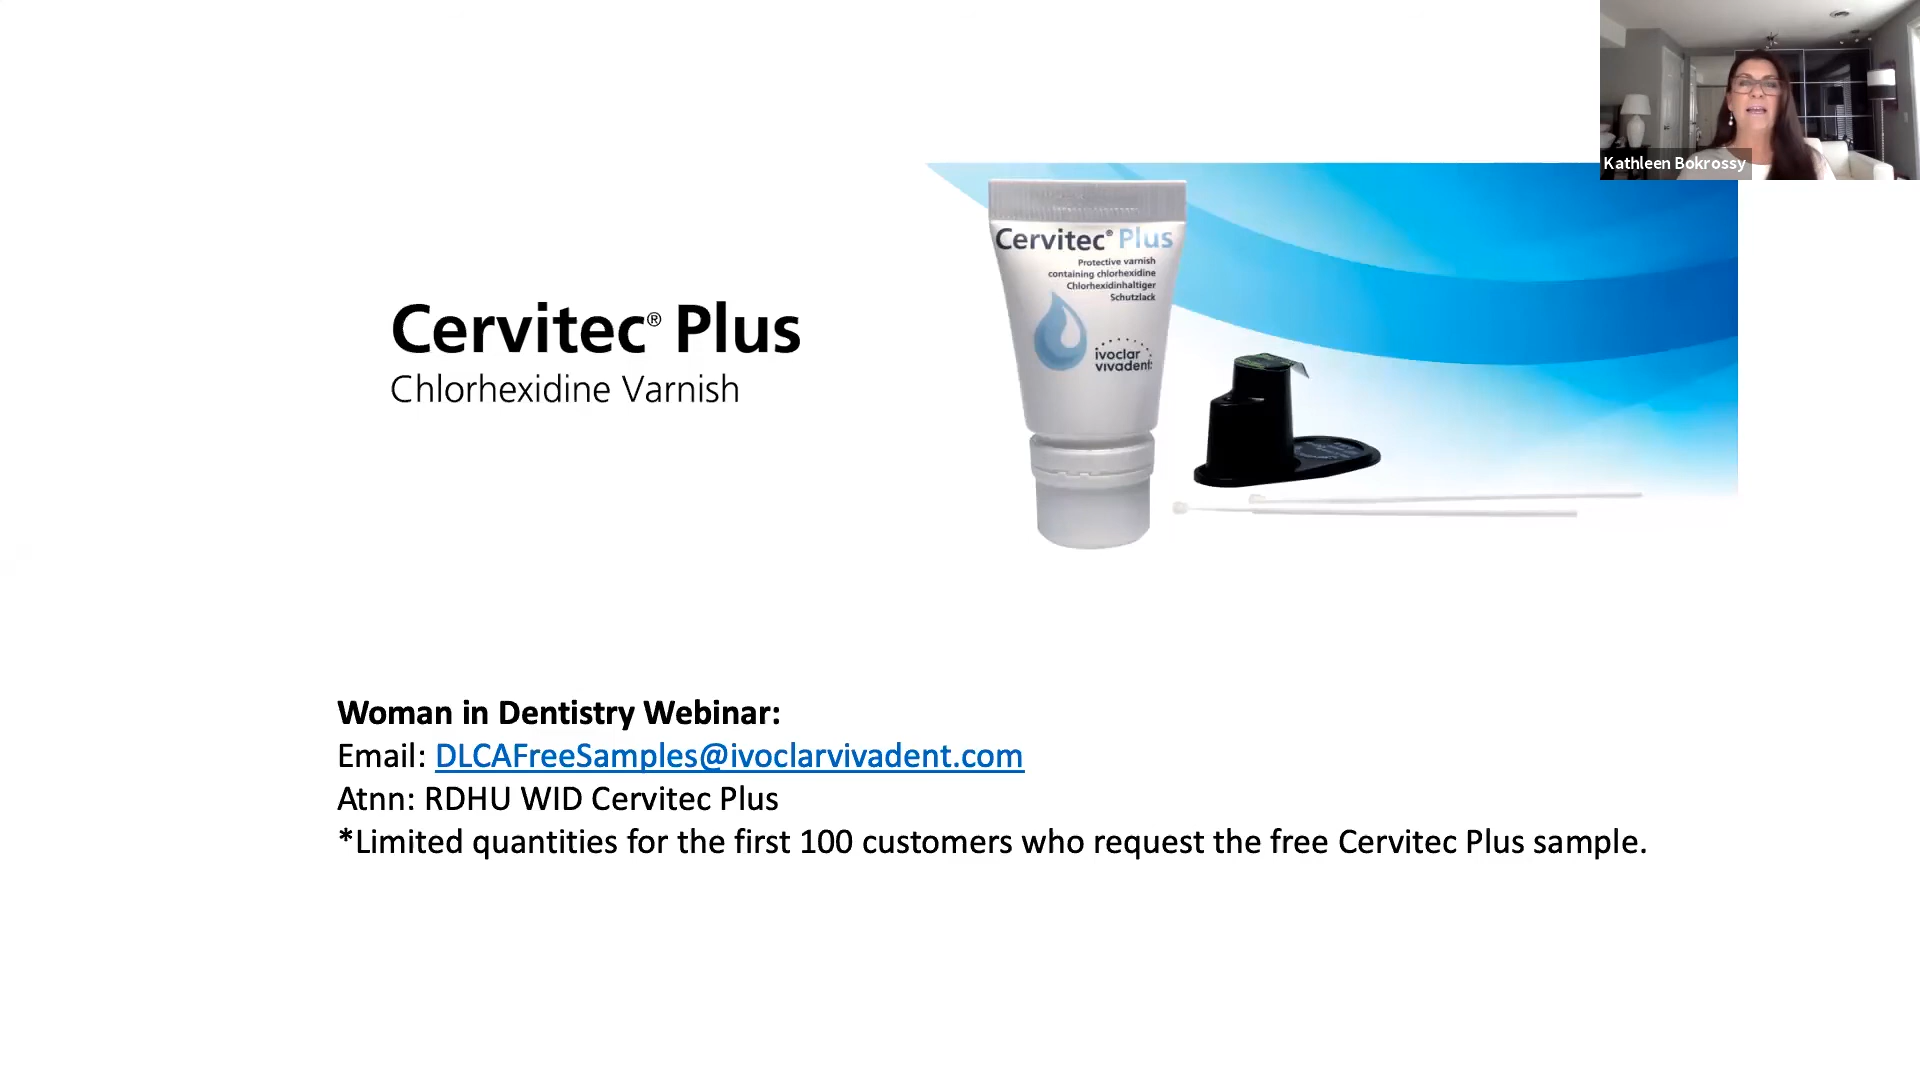 Kathleen Bokrossy
Cervitec® Plus
Protective varnish
containing chlorhexidine
Chlorhexidinhaltiger
Schutzlack
ivoclar
vivadent:
Cervitec® Plus
Chlorhexidine Varnish
Woman in Dentistry Webinar:
Email: DLCAFreeSamples@ivoclarvivadent.com
Atnn: RDHU WID Cervitec Plus
*Limited quantities for the first 100 customers who request the free Cervitec Plus sample.